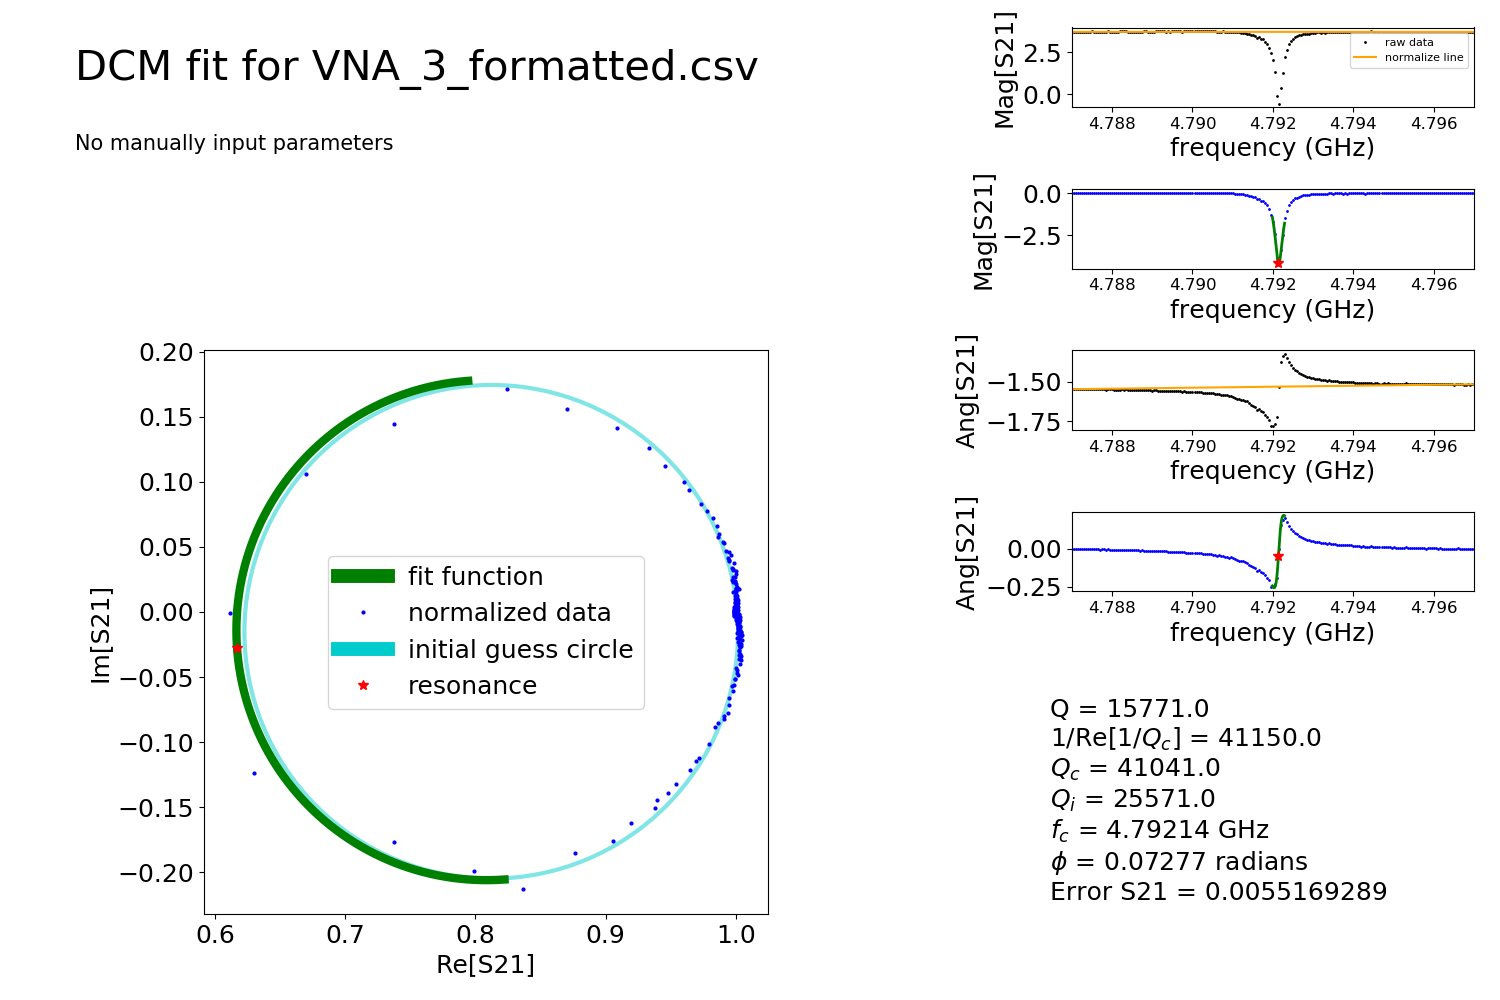 DCM fit for VNA_3_formatted.csv
No manually input parameters
Mag[S21]
2.5
0.0
raw data
normalize line
4.788 4.790 4.792 4.794 4.796
frequency (GHz)
Mag[S21]
0.0
−2.5
4.788 4.790 4.792 4.794 4.796
frequency (GHz)
Ang[S21]
−1.50
−1.75
4.788 4.790 4.792 4.794 4.796
frequency (GHz)
Ang[S21]
0.00
−0.25
4.788 4.790 4.792 4.794 4.796
frequency (GHz)
Im[S21]
0.20
0.15
0.10
0.05
0.00
−0.05
−0.10
−0.15
−0.20
fit function
normalized data
initial guess circle
resonance
0.6 0.7 0.8 0.9 1.0
Re[S21]
Q = 15771.0
1/Re[1/Q_c] = 41150.0
Q_c = 41041.0
Q_i = 25571.0
f_c = 4.79214 GHz
ϕ = 0.07277 radians
Error S21 = 0.0055169289